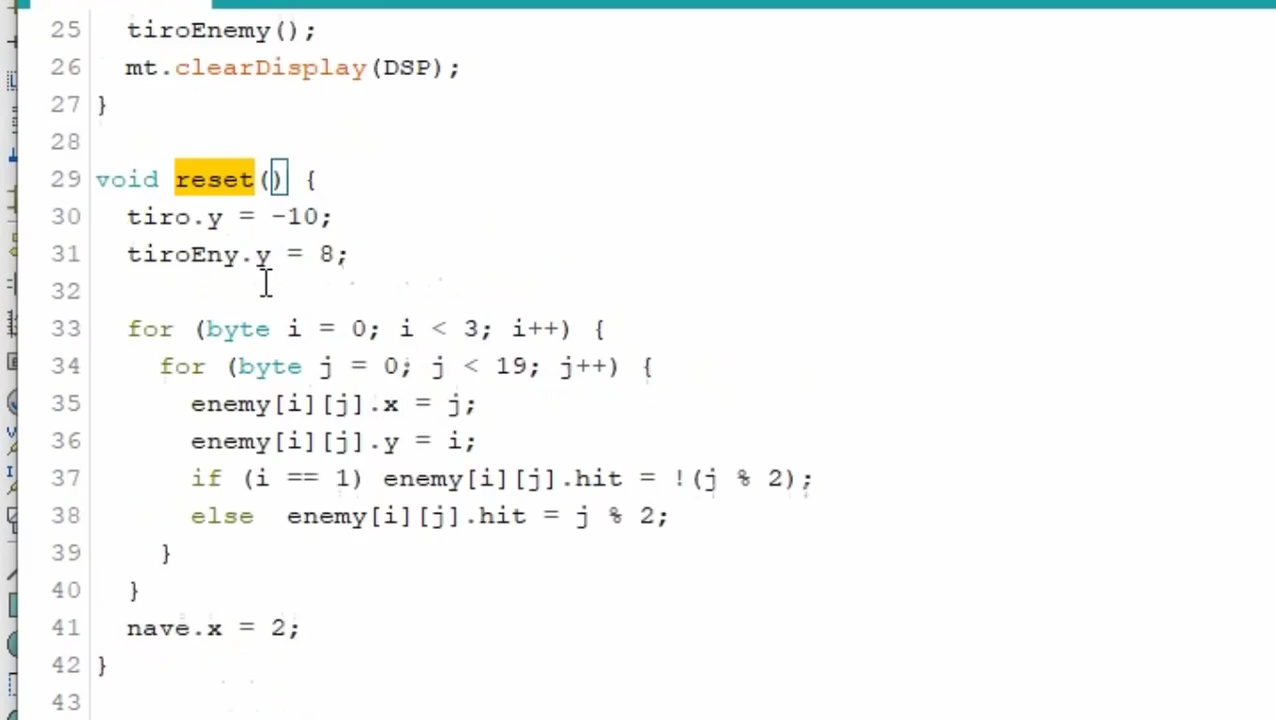 25 tiroEnemy();
26 mt.clearDisplay(DSP);
27 }
28
29 void reset() {
30 tiro.y = -10;
31 tiroEny.y = 8;
32
33 for (byte i = 0; i < 3; i++) {
34 for (byte j = 0; j < 19; j++) {
35 enemy[i][j].x = j;
36 enemy[i][j].y = i;
37 if (i == 1) enemy[i][j].hit = !(j % 2);
38 else  enemy[i][j].hit = j % 2;
39 }
40 }
41 nave.x = 2;
42 }
43